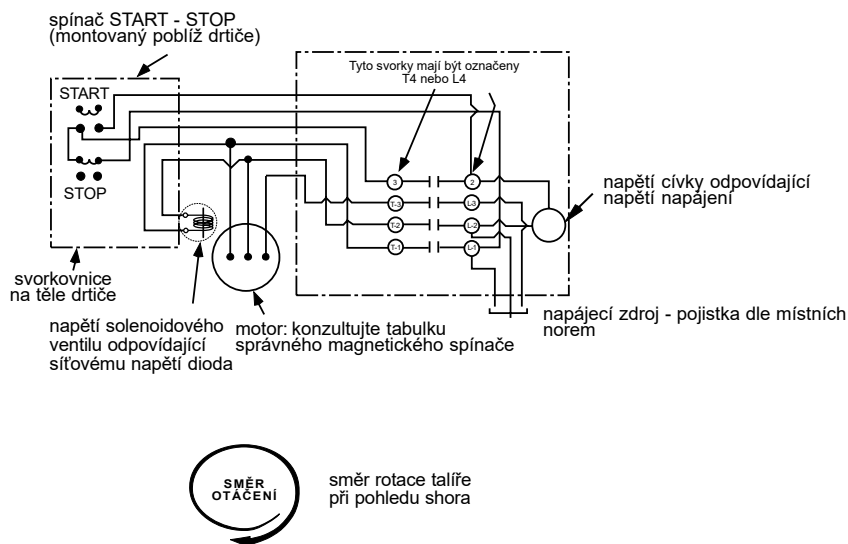 spínač START - STOP
(montovaný poblíž drtiče)
Tyto svorky mají být označeny
T4 nebo L4
START
STOP
3
2
T-3
L-3
T-2
L-2
T-1
L-1
napětí cívky odpovídající
napětí napájení
svorkovnice
na těle drtiče
napětí solenoidového
ventilu odpovídající
síťovému napětí dioda
motor: konzultujte tabulku
správného magnetického spínače
napájecí zdroj - pojistka dle místních
norem
SMĚR
OTÁČENÍ
směr rotace talíře
při pohledu shora